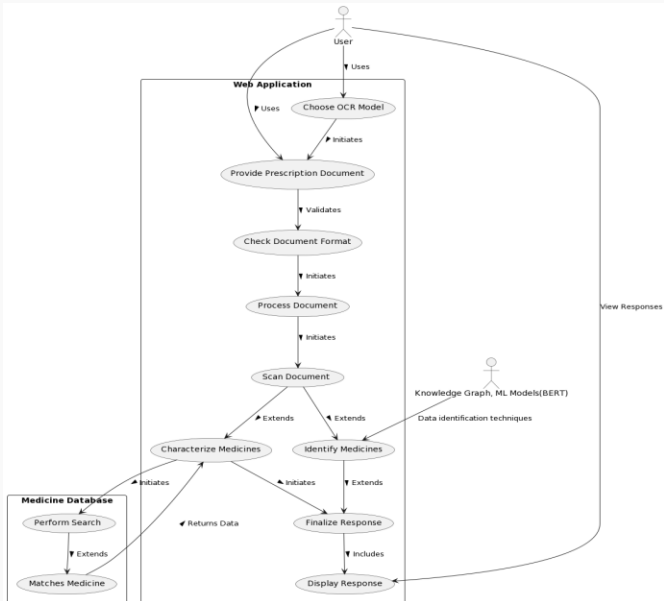 User
Uses
Web Application
Uses
Choose OCR Model
Initiates
Provide Prescription Document
Validates
Check Document Format
Initiates
Process Document
View Responses
Initiates
Scan Document
Knowledge Graph, ML Models(BERT)
Extends
Extends
Data identification techniques
Characterize Medicines
Identify Medicines
Initiates
Initiates
Extends
Medicine Database
Perform Search
Returns Data
Finalize Response
Extends
Includes
Matches Medicine
Display Response